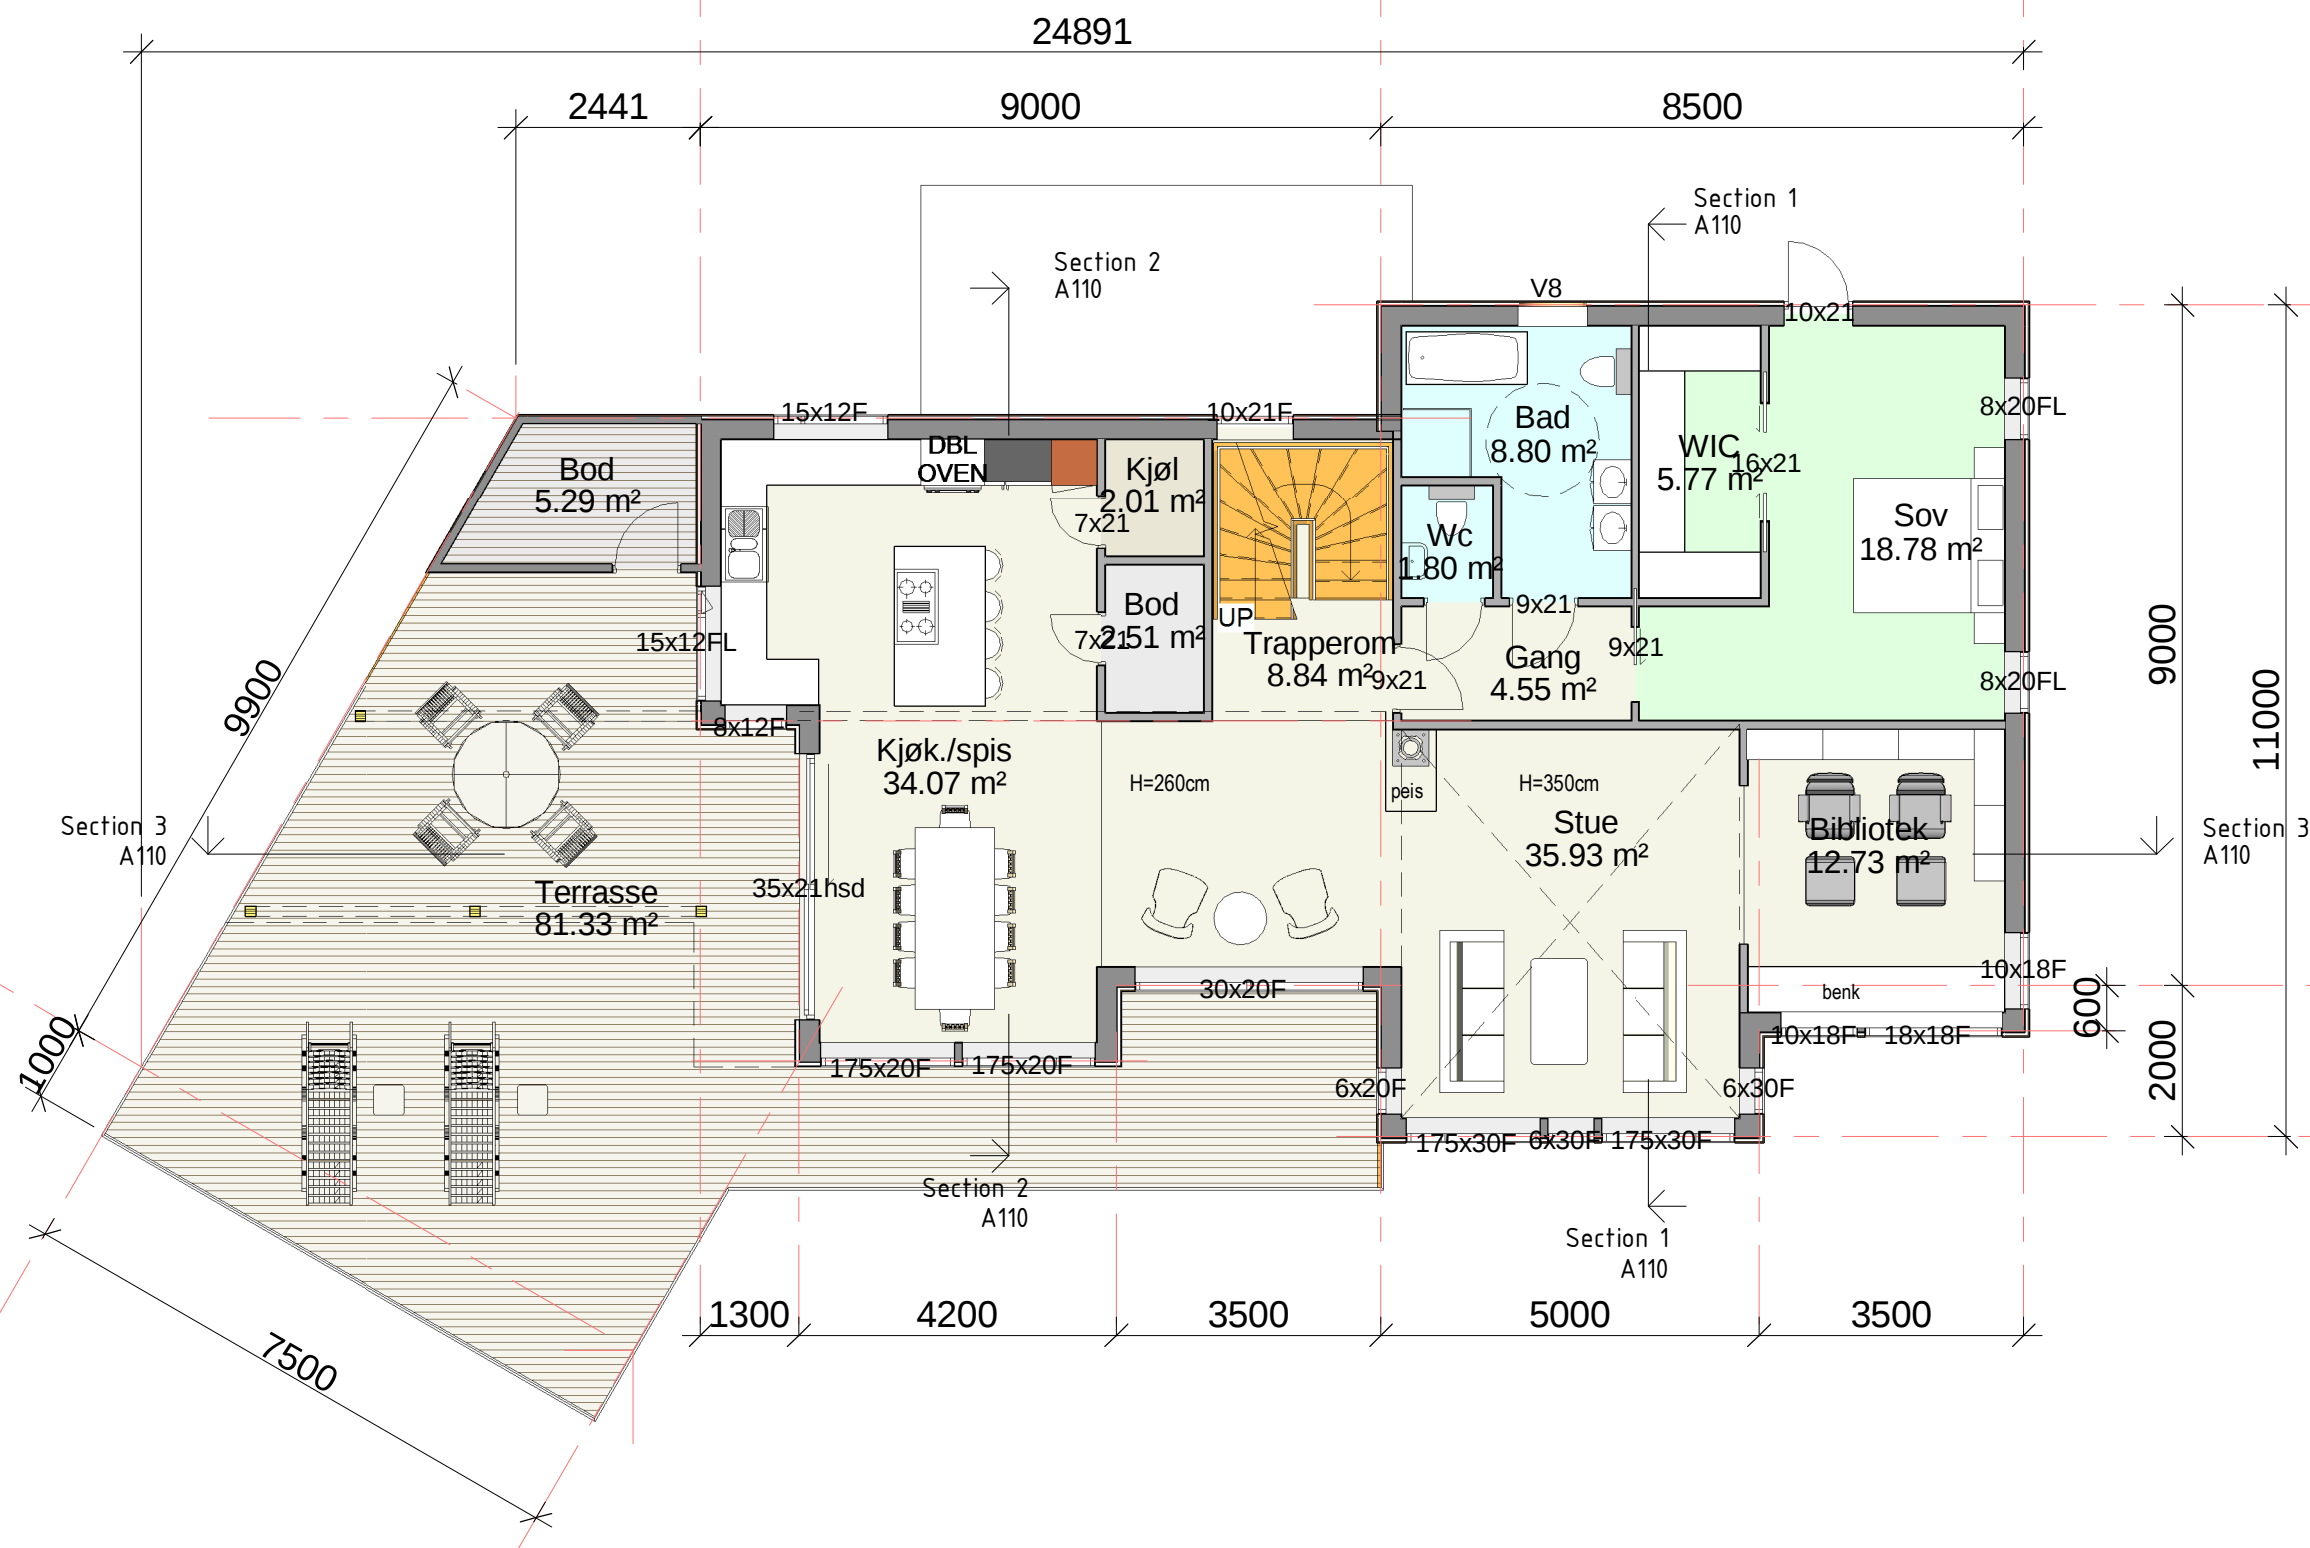 24891
2441
9000
8500
Section 1
A110
Section 2
A110
V8
10x21
15x12F
10x21F
8x20FL
DBL
OVEN
Bod
5.29 m²
Kjøl
2.01 m²
7x21
Bad
8.80 m²
WIC
5.77 m²
16x21
Sov
18.78 m²
Wc
1.80 m²
9x21
UP
Bod
2.51 m²
7x21
15x12FL
Trapperom
8.84 m²
9x21
Gang
4.55 m²
9x21
8x20FL
9000
11000
9900
8x12F
Kjøk./spis
34.07 m²
H=260cm
peis
H=350cm
Stue
35.93 m²
Bibliotek
12.73 m²
Section 3
A110
Section 3
A110
35x21hsd
Terrasse
81.33 m²
30x20F
10x18F
benk
600
10x18F
18x18F
2000
1000
175x20F
175x20F
6x20F
6x30F
175x30F
6x30F
175x30F
Section 2
A110
Section 1
A110
1300
4200
3500
5000
3500
7500